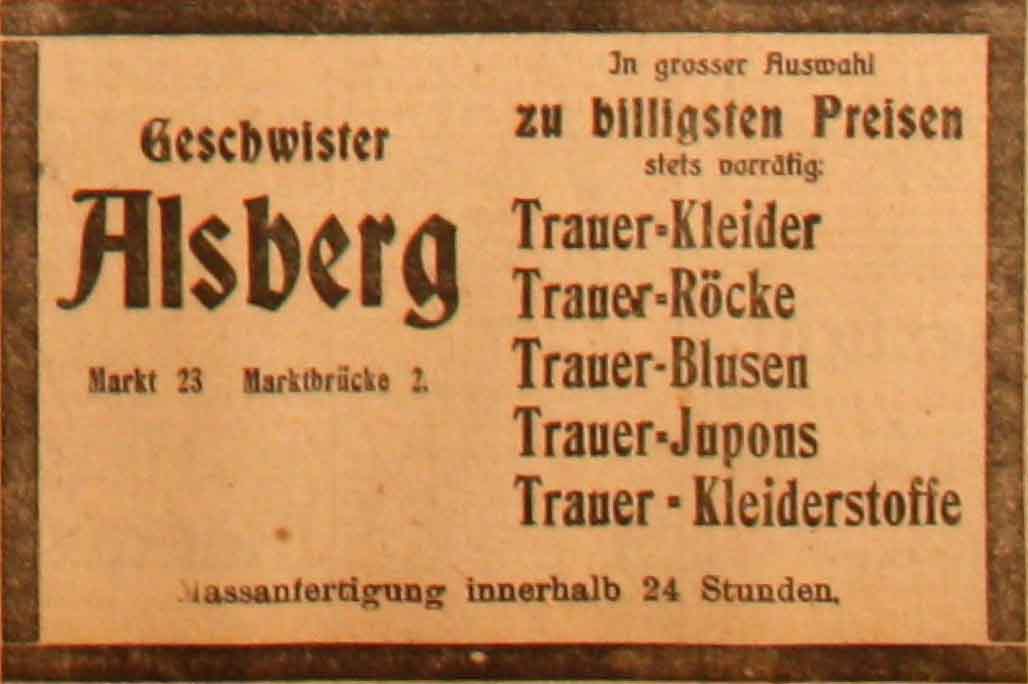 Geschwister
Alsberg
Markt 23 Marktbrücke 2.
In grosser Auswahl
zu billigsten Preisen
stets vorrätig:
Trauer-Kleider
Trauer-Röcke
Trauer-Blusen
Trauer-Jupons
Trauer-Kleiderstoffe
Massanfertigung innerhalb 24 Stunden.